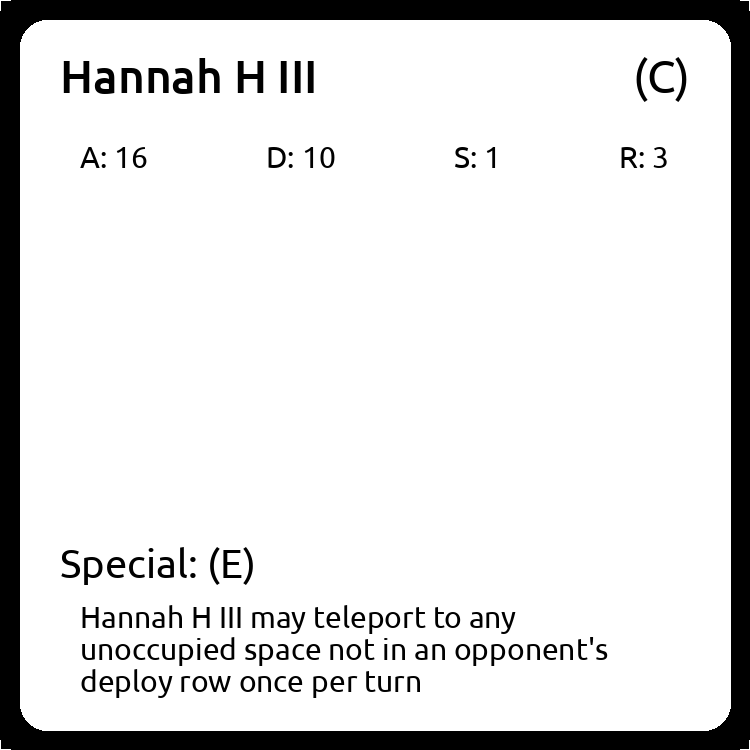 Hannah H III (C)
A: 16 D: 10 S: 1 R: 3
Special: (E)
Hannah H III may teleport to any
unoccupied space not in an opponent's
deploy row once per turn